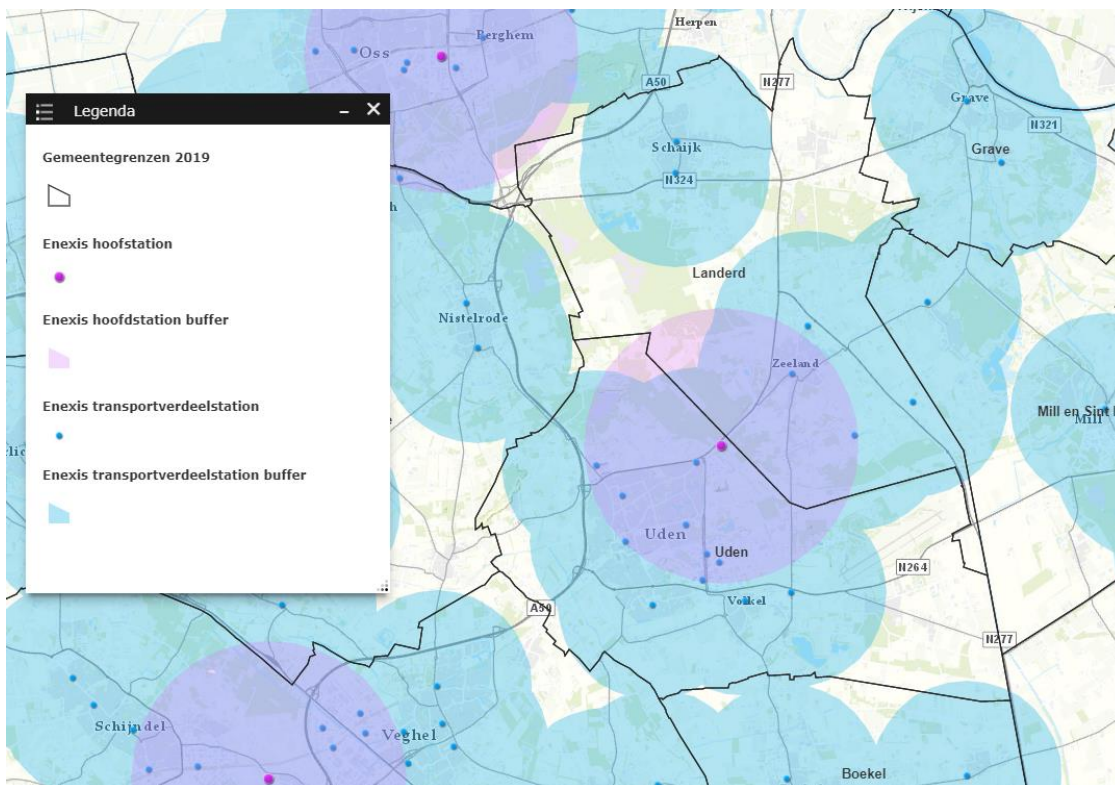 Herpen
Oss
Berghem
A50
N277
Grave
N321
Grave
Legenda
Gemeentegrenzen 2019
Enexis hoofstation
Enexis hoofdstation buffer
Enexis transportverdeelstation
Enexis transportverdeelstation buffer
Schaijk
N324
Landerd
Nistelrode
Zeeland
Mill en Sint
Mill
Uden
Uden
N264
A50
Volkel
N277
Schijndel
Veghel
Boekel